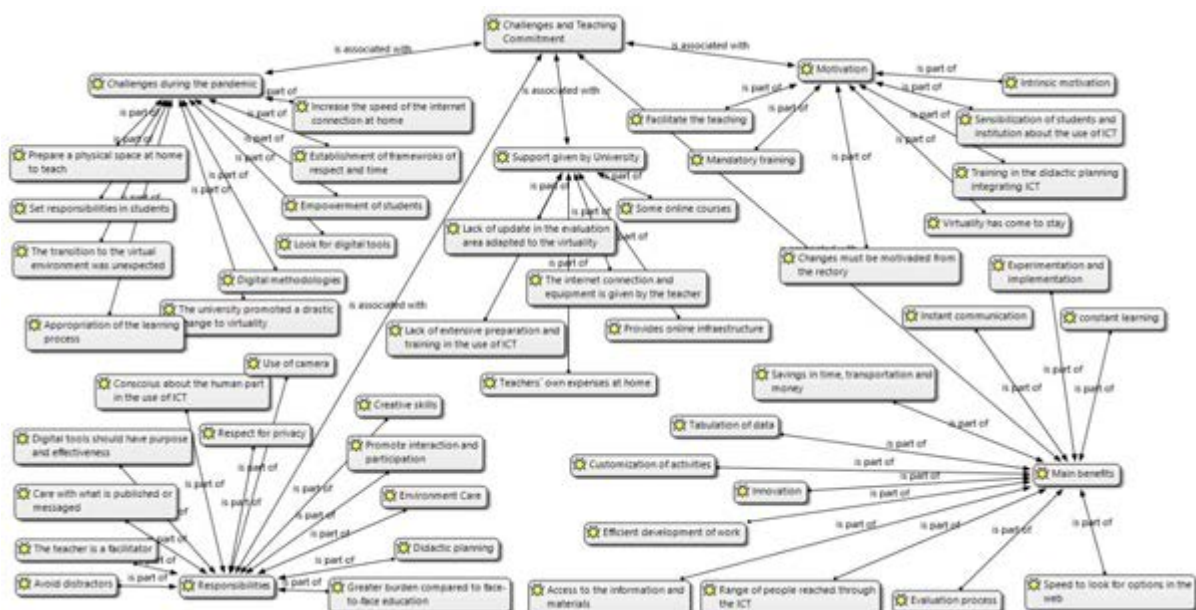 Challenges and Teaching
Commitment
is associated with
is associated with
is associated with
Challenges during the pandemic
Motivation
is part of
Intrinsic motivation
Increase the speed of the internet
connection at home
is part of
is part of
Facilitate the teaching
is part of
Sensibilization of students and
institution about the use of ICT
Prepare a physical space at home
to teach
Establishment of framewroks of
respect and time
Support given by University
Mandatory training
Training in the didactic planning
integrating ICT
Set responsibilities in students
Empowerment of students
Some online courses
Virtuality has come to stay
The transition to the virtual
environment was unexpected
Look for digital tools
Lack of update in the evaluation
area adapted to the virtuality
Changes must be motivaded from
the rectory
Experimentation and
implementation
Digital methodologies
The internet connection and
equipment is given by the teacher
Appropriation of the learning
process
The university promoted a drastic
change to virtuality
is associated with
Instant communication
constant learning
Lack of extensive preparation and
training in the use of ICT
Provides online infraestructure
Use of camera
Conscoius about the human part
in the use of ICT
Teachers´ own expenses at home
Savings in time, transportation and
money
Creative skills
Digital tools should have purpose
and effectiveness
Respect for privacy
Promote interaction and
participation
Tabulation of data
Customization of activities
Main benefits
Care with what is published or
messaged
Environment Care
Innovation
Efficient development of work
The teacher is a facilitator
Didactic planning
Avoid distractors
is part of
Responsibilities
Greater burden compared to face-
to-face education
Access to the information and
materials
Range of people reached through
the ICT
Evaluation process
Speed to look for options in the
web